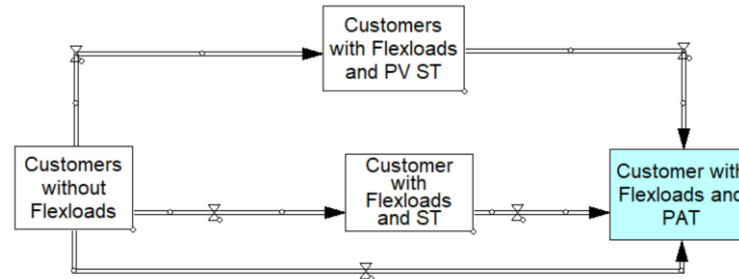 Customers
with Flexloads
and PV ST
Customers
without
Flexloads
Customer
with
Flexloads
and ST
Customer with
Flexloads and
PAT